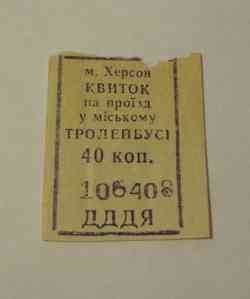 м. Херсон
КВИТОК
на проїзд
у міському
ТРОЛЕЙБУСІ
40 коп.
106408
ДДДЯ